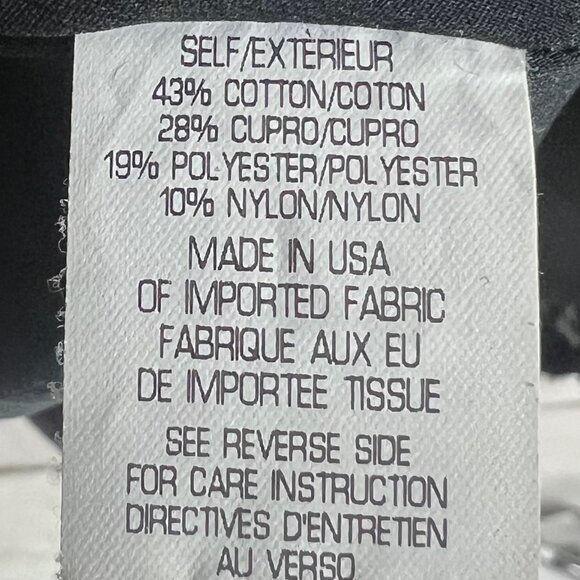 SELF/EXTÈRIEUR
43% COTTON/COTON
28% CUPRO/CUPRO
19% POLYESTER/POLYESTER
10% NYLON/NYLON
MADE IN USA
OF IMPORTED FABRIC
FABRIQUE AUX EU
DE IMPORTEE TISSUE
SEE REVERSE SIDE
FOR CARE INSTRUCTION
DIRECTIVES D'ENTRETIEN
AU VERSO